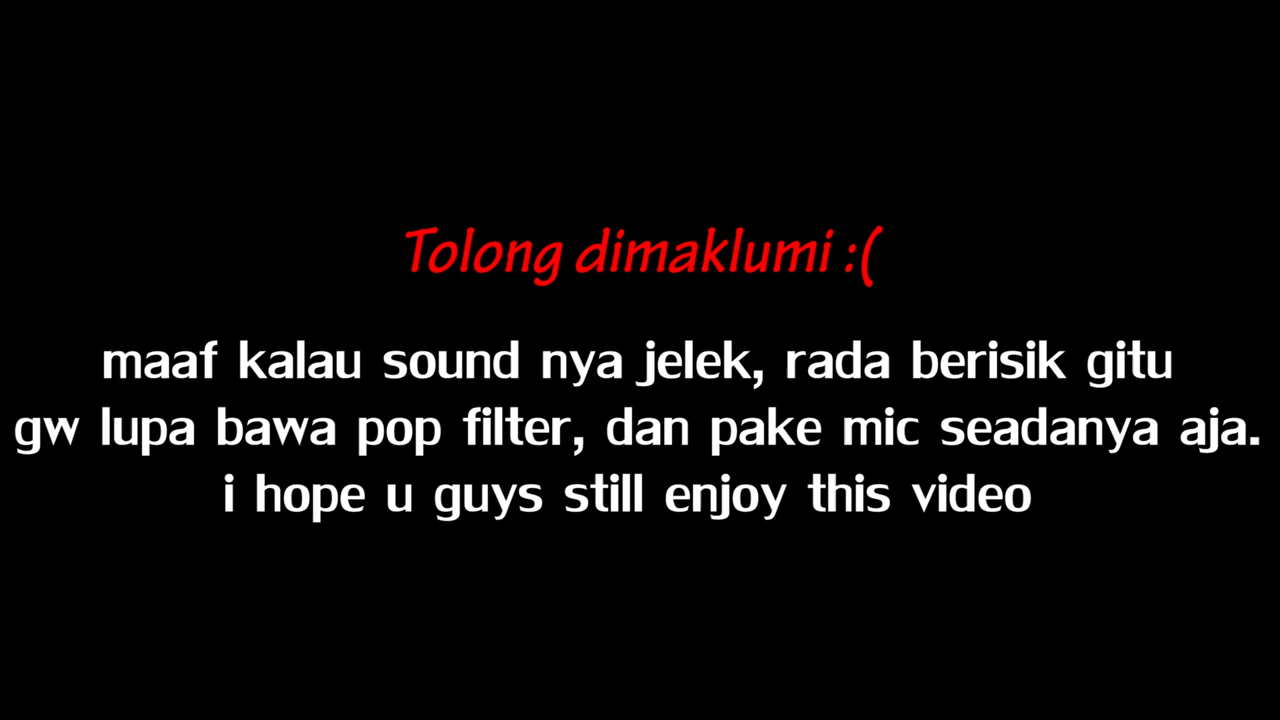 Tolong dimaklumi :(
maaf kalau sound nya jelek, rada berisik gitu
gw lupa bawa pop filter, dan pake mic seadanya aja.
i hope u guys still enjoy this video